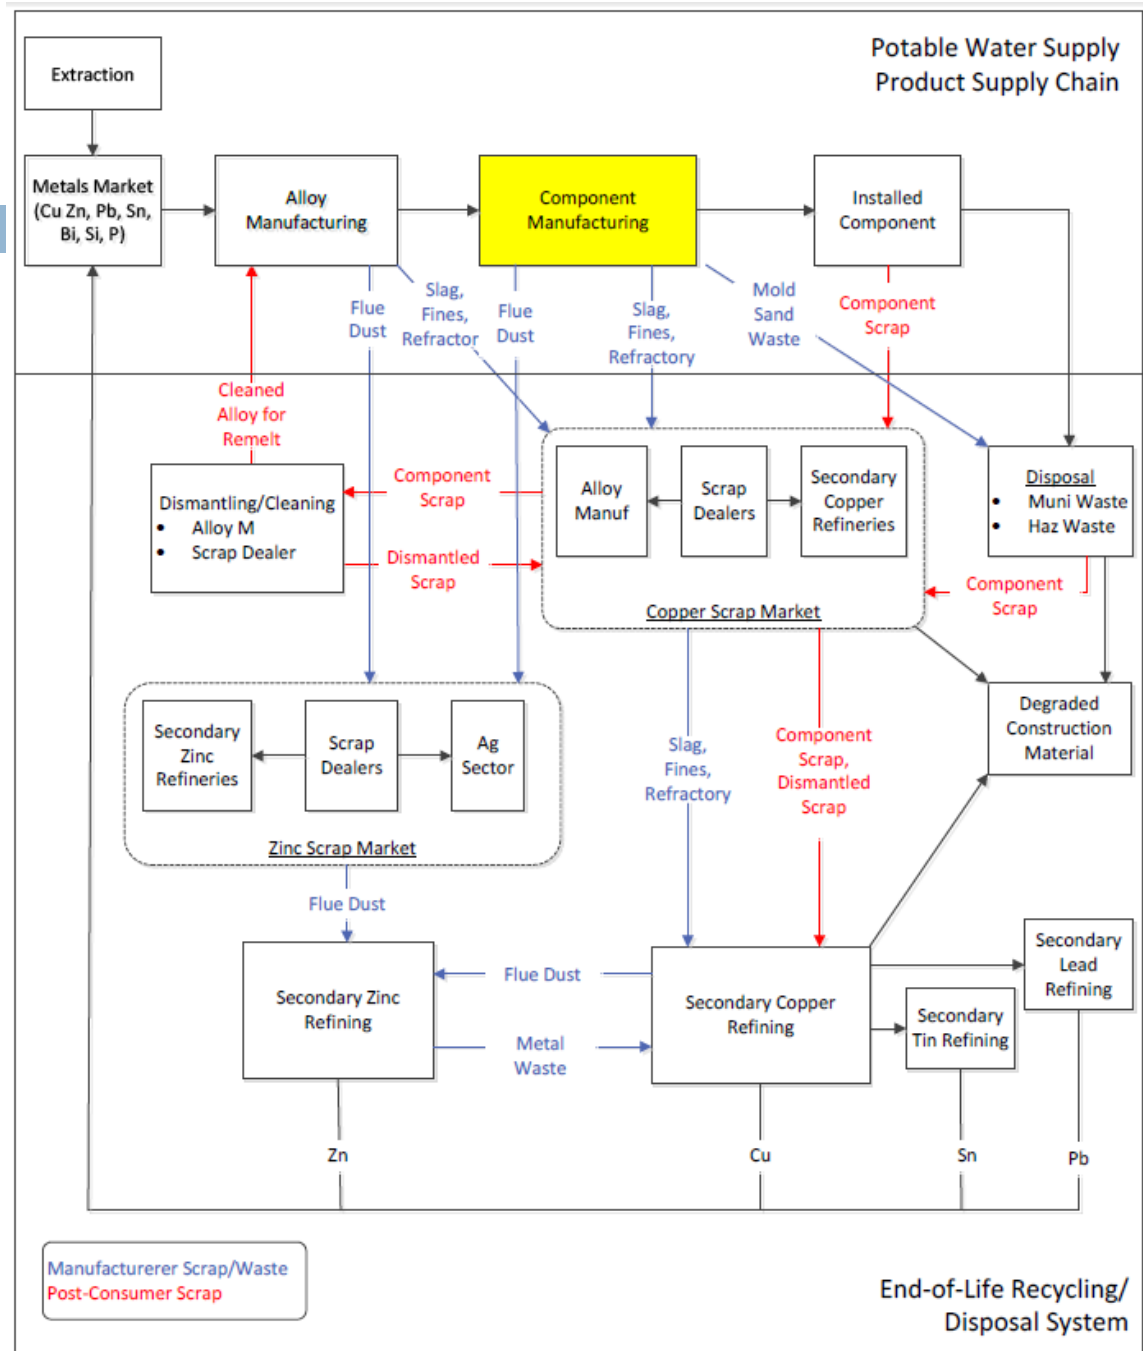 Potable Water Supply
Product Supply Chain
Extraction
Metals Market
(Cu Zn, Pb, Sn,
Bi, Si, P)
Alloy
Manufacturing
Component
Manufacturing
Installed
Component
Flue
Dust
Slag,
Fines,
Refractor
Flue
Dust
Slag,
Fines,
Refractory
Mold
Sand
Waste
Component
Scrap
Cleaned
Alloy for
Remelt
Dismantling/Cleaning
• Alloy M
• Scrap Dealer
Component
Scrap
Dismantled
Scrap
Alloy
Manuf
Scrap
Dealers
Secondary
Copper
Refineries
Copper Scrap Market
Disposal
• Muni Waste
• Haz Waste
Component
Scrap
Secondary
Zinc
Refineries
Scrap
Dealers
Ag
Sector
Zinc Scrap Market
Slag,
Fines,
Refractory
Component
Scrap,
Dismantled
Scrap
Degraded
Construction
Material
Flue Dust
Secondary Zinc
Refining
Flue Dust
Metal
Waste
Secondary Copper
Refining
Secondary
Tin Refining
Secondary
Lead
Refining
Zn
Cu
Sn
Pb
Manufacturerer Scrap/Waste
Post-Consumer Scrap
End-of-Life Recycling/
Disposal System